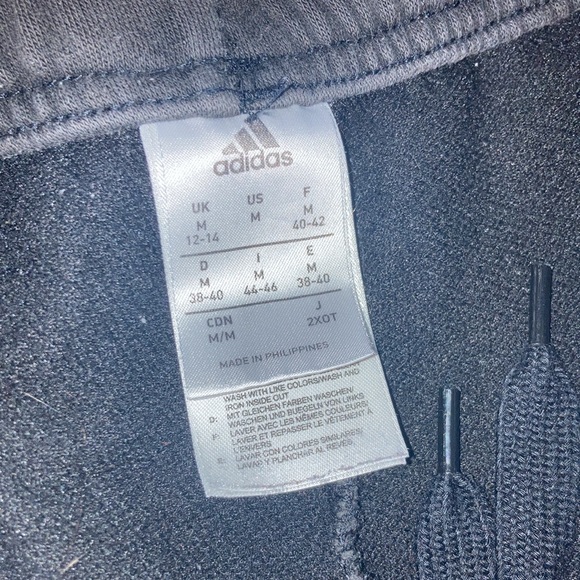 adidas
UK US F
M M M
12-14 40-42
D I E
M M M
38-40 44-46 38-40
CDN J
M/M 2XOT
MADE IN PHILIPPINES
WASH WITH LIKE COLORS/WASH AND
IRON INSIDE OUT
D: MIT GLEICHEN FARBEN WASCHEN/
WASCHEN UND BUEGELN VON LINKS
F: LAVER AVEC LES MÊMES COULEURS/
LAVER ET REPASSER LE VÊTEMENT À
L'ENVERS
E: LAVAR CON COLORES SIMILARES/
LAVAR Y PLANCHAR AL REVES.